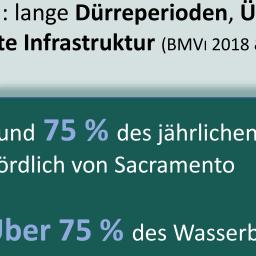 : lange Dürreperioden, Ü
te Infrastruktur (BMVI 2018
und 75 % des jährlichen
ördlich von Sacramento
Über 75 % des Wasserb